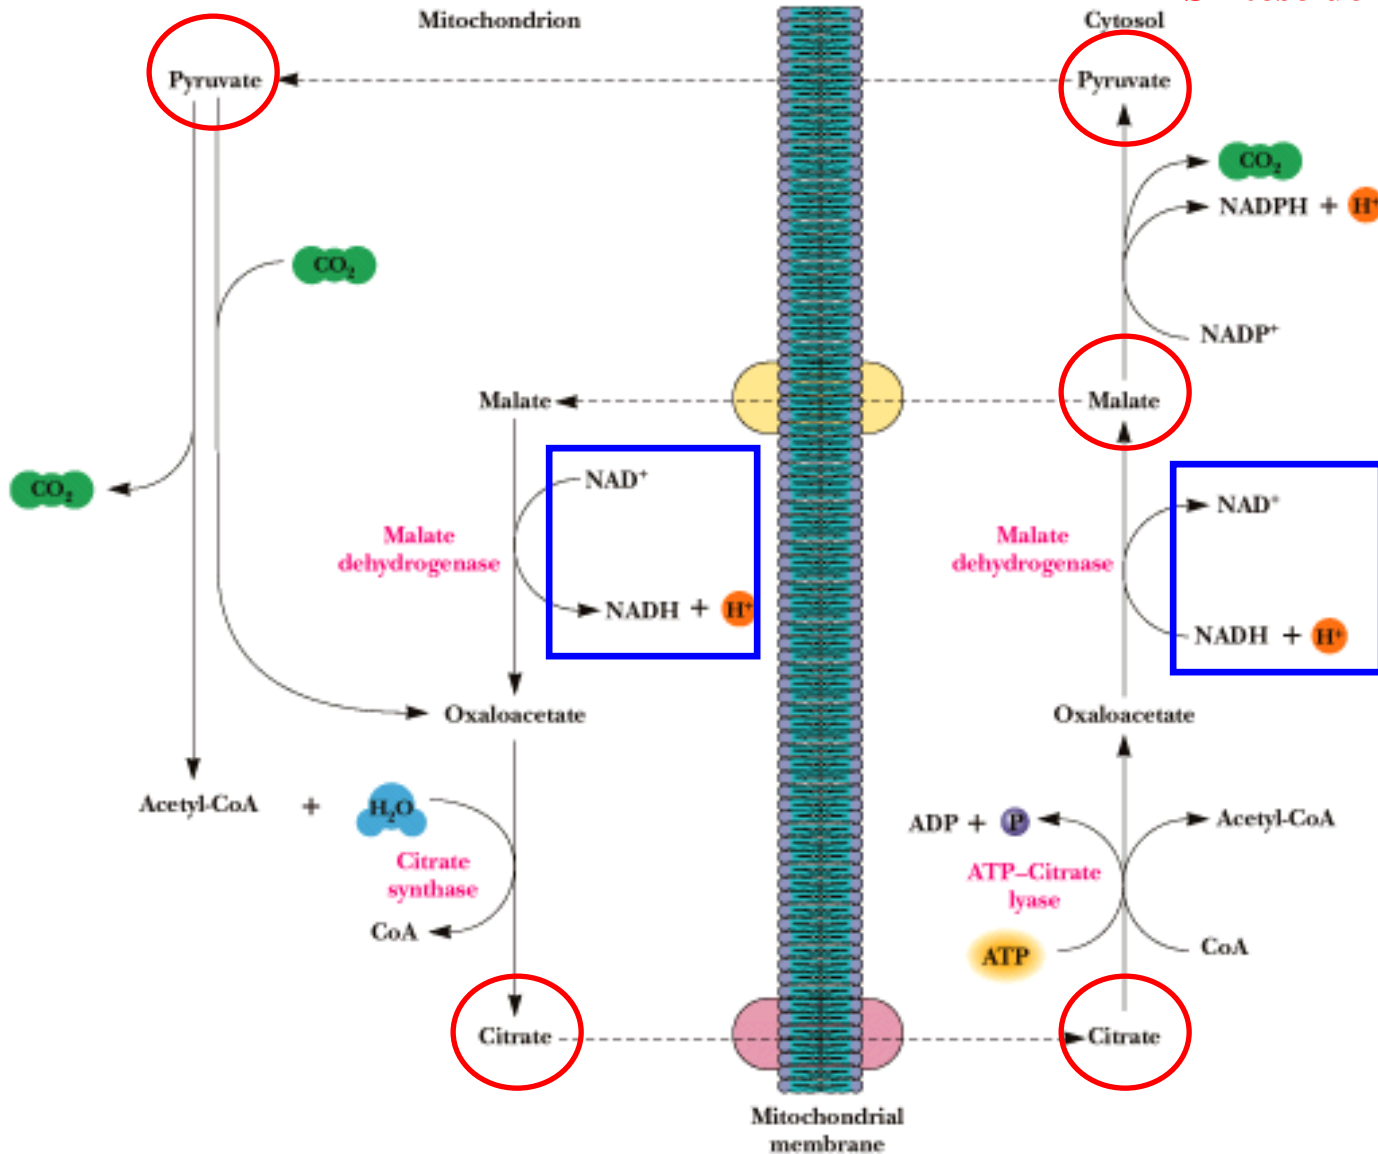 Mitochondrion
Cytosol
Pyruvate
Pyruvate
CO₂
NADPH + H⁺
CO₂
NADP⁺
Malate
Malate
CO₂
NAD⁺
NAD⁺
Malate
dehydrogenase
Malate
dehydrogenase
NADH + H⁺
NADH + H⁺
Oxaloacetate
Oxaloacetate
Acetyl-CoA + H₂O
ADP + P
Acetyl-CoA
Citrate
synthase
ATP–Citrate
lyase
CoA
ATP
CoA
Citrate
Citrate
Mitochondrial
membrane